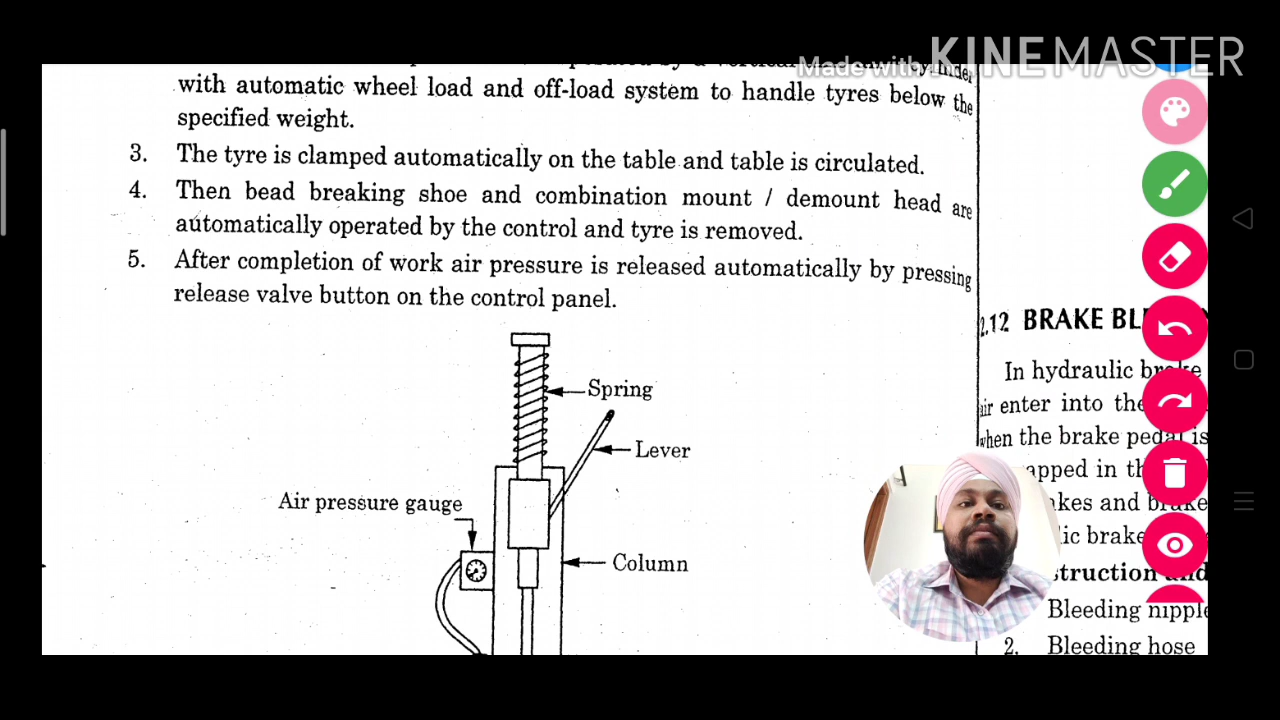 Made with KINEMASTER
with automatic wheel load and off-load system to handle tyres below the
specified weight.
3. The tyre is clamped automatically on the table and table is circulated.
4. Then bead breaking shoe and combination mount / demount head are
automatically operated by the control and tyre is removed.
5. After completion of work air pressure is released automatically by pressing
release valve button on the control panel.
Spring
Lever
Air pressure gauge
Column
2.12 BRAKE BL
In hydraulic brake
air enter into the
when the brake pedal is
apped in th
akes and brake
lic brake
struction and
Bleeding nipple
2. Bleeding hose